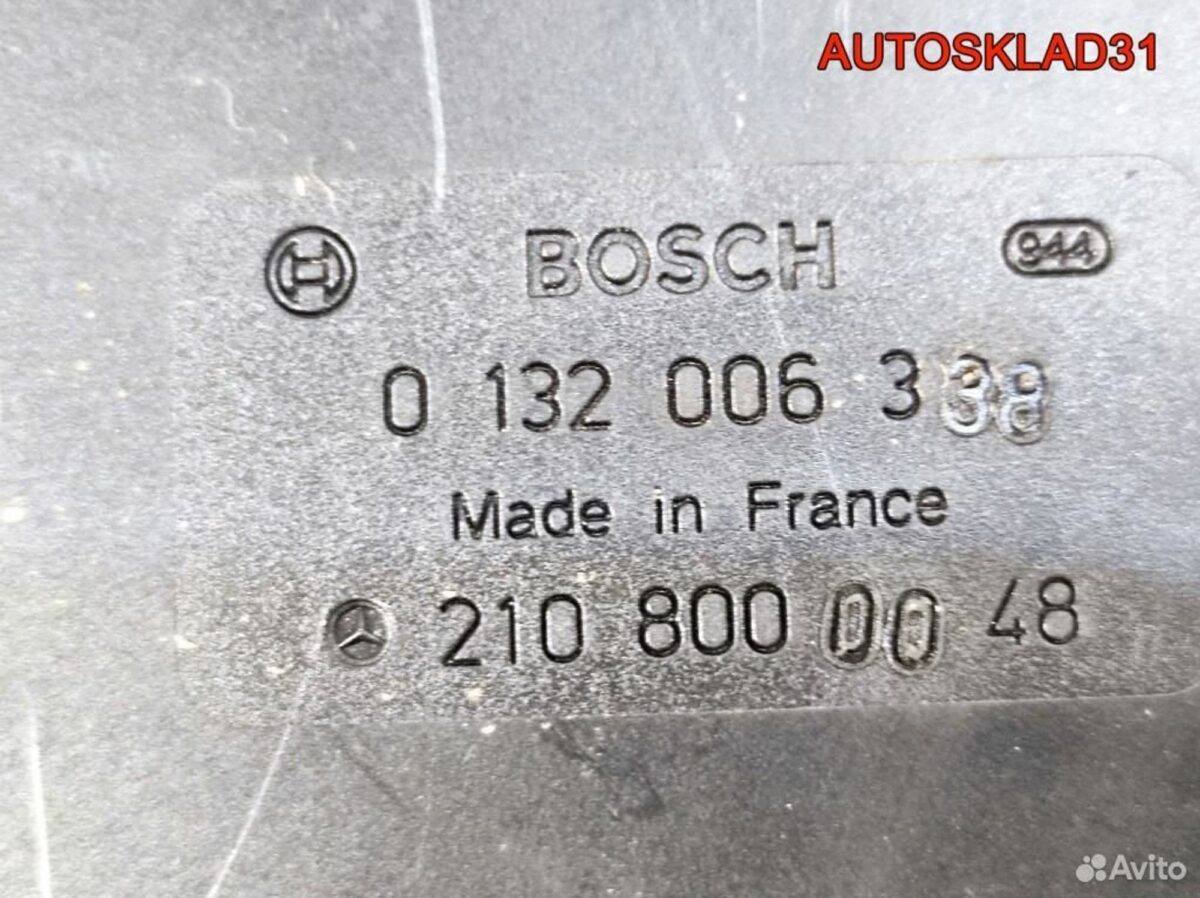 AUTOSKLAD31
BOSCH 944
0 132 006 338
Made in France
210 800 00 48
Avito